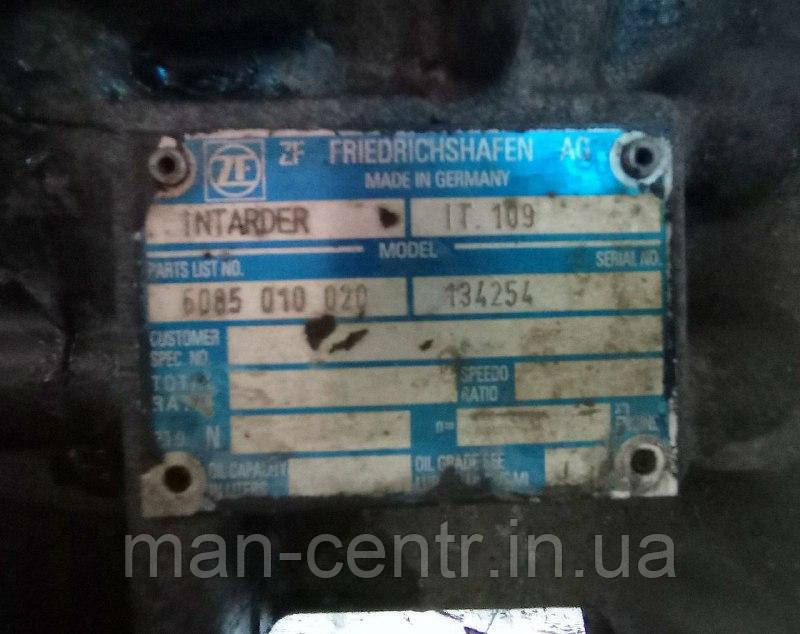 ZF ZF FRIEDRICHSHAFEN AG
MADE IN GERMANY
INTARDER IT. 109
MODEL
PARTS LIST NO. SERIAL NO.
6085 010 020 134254
CUSTOMER
SPEC. NO.
SPEEDO
RATIO
N n=
OIL CAPACITY OIL GRADE SEE
man-centr.in.ua